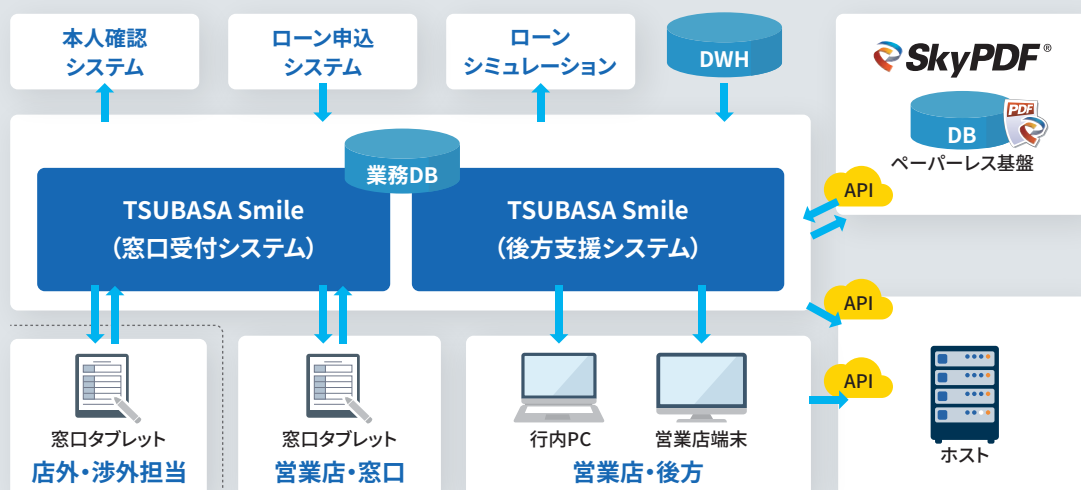 本人確認
システム
ローン申込
システム
ローン
シミュレーション
DWH
SkyPDF®
PDF
DB
ペーパーレス基盤
業務DB
TSUBASA Smile
（窓口受付システム）
TSUBASA Smile
（後方支援システム）
API
API
API
窓口タブレット
店外・渉外担当
窓口タブレット
営業店・窓口
行内PC
営業店端末
営業店・後方
ホスト